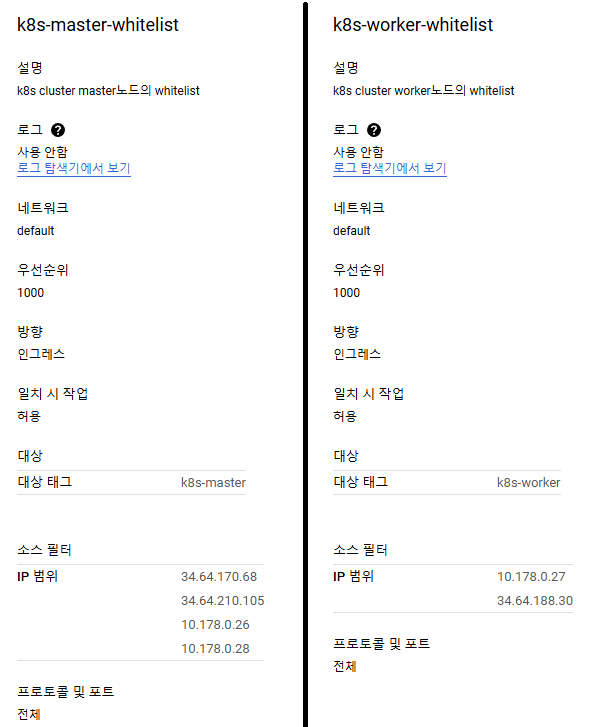 k8s-master-whitelist
설명
k8s cluster master노드의 whitelist
로그 ?
사용 안함
로그 탐색기에서 보기
네트워크
default
우선순위
1000
방향
인그레스
일치 시 작업
허용
대상
대상 태그 k8s-master
소스 필터
IP 범위 34.64.170.68
34.64.210.105
10.178.0.26
10.178.0.28
프로토콜 및 포트
전체
k8s-worker-whitelist
설명
k8s cluster worker노드의 whitelist
로그 ?
사용 안함
로그 탐색기에서 보기
네트워크
default
우선순위
1000
방향
인그레스
일치 시 작업
허용
대상
대상 태그 k8s-worker
소스 필터
IP 범위 10.178.0.27
34.64.188.30
프로토콜 및 포트
전체